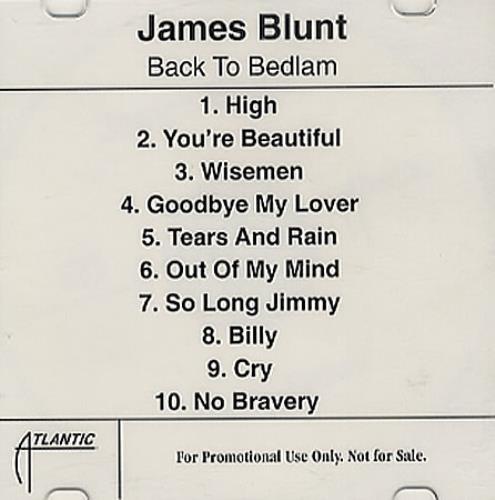 James Blunt
Back To Bedlam
1. High
2. You're Beautiful
3. Wisemen
4. Goodbye My Lover
5. Tears And Rain
6. Out Of My Mind
7. So Long Jimmy
8. Billy
9. Cry
10. No Bravery
ATLANTIC
For Promotional Use Only. Not for Sale.